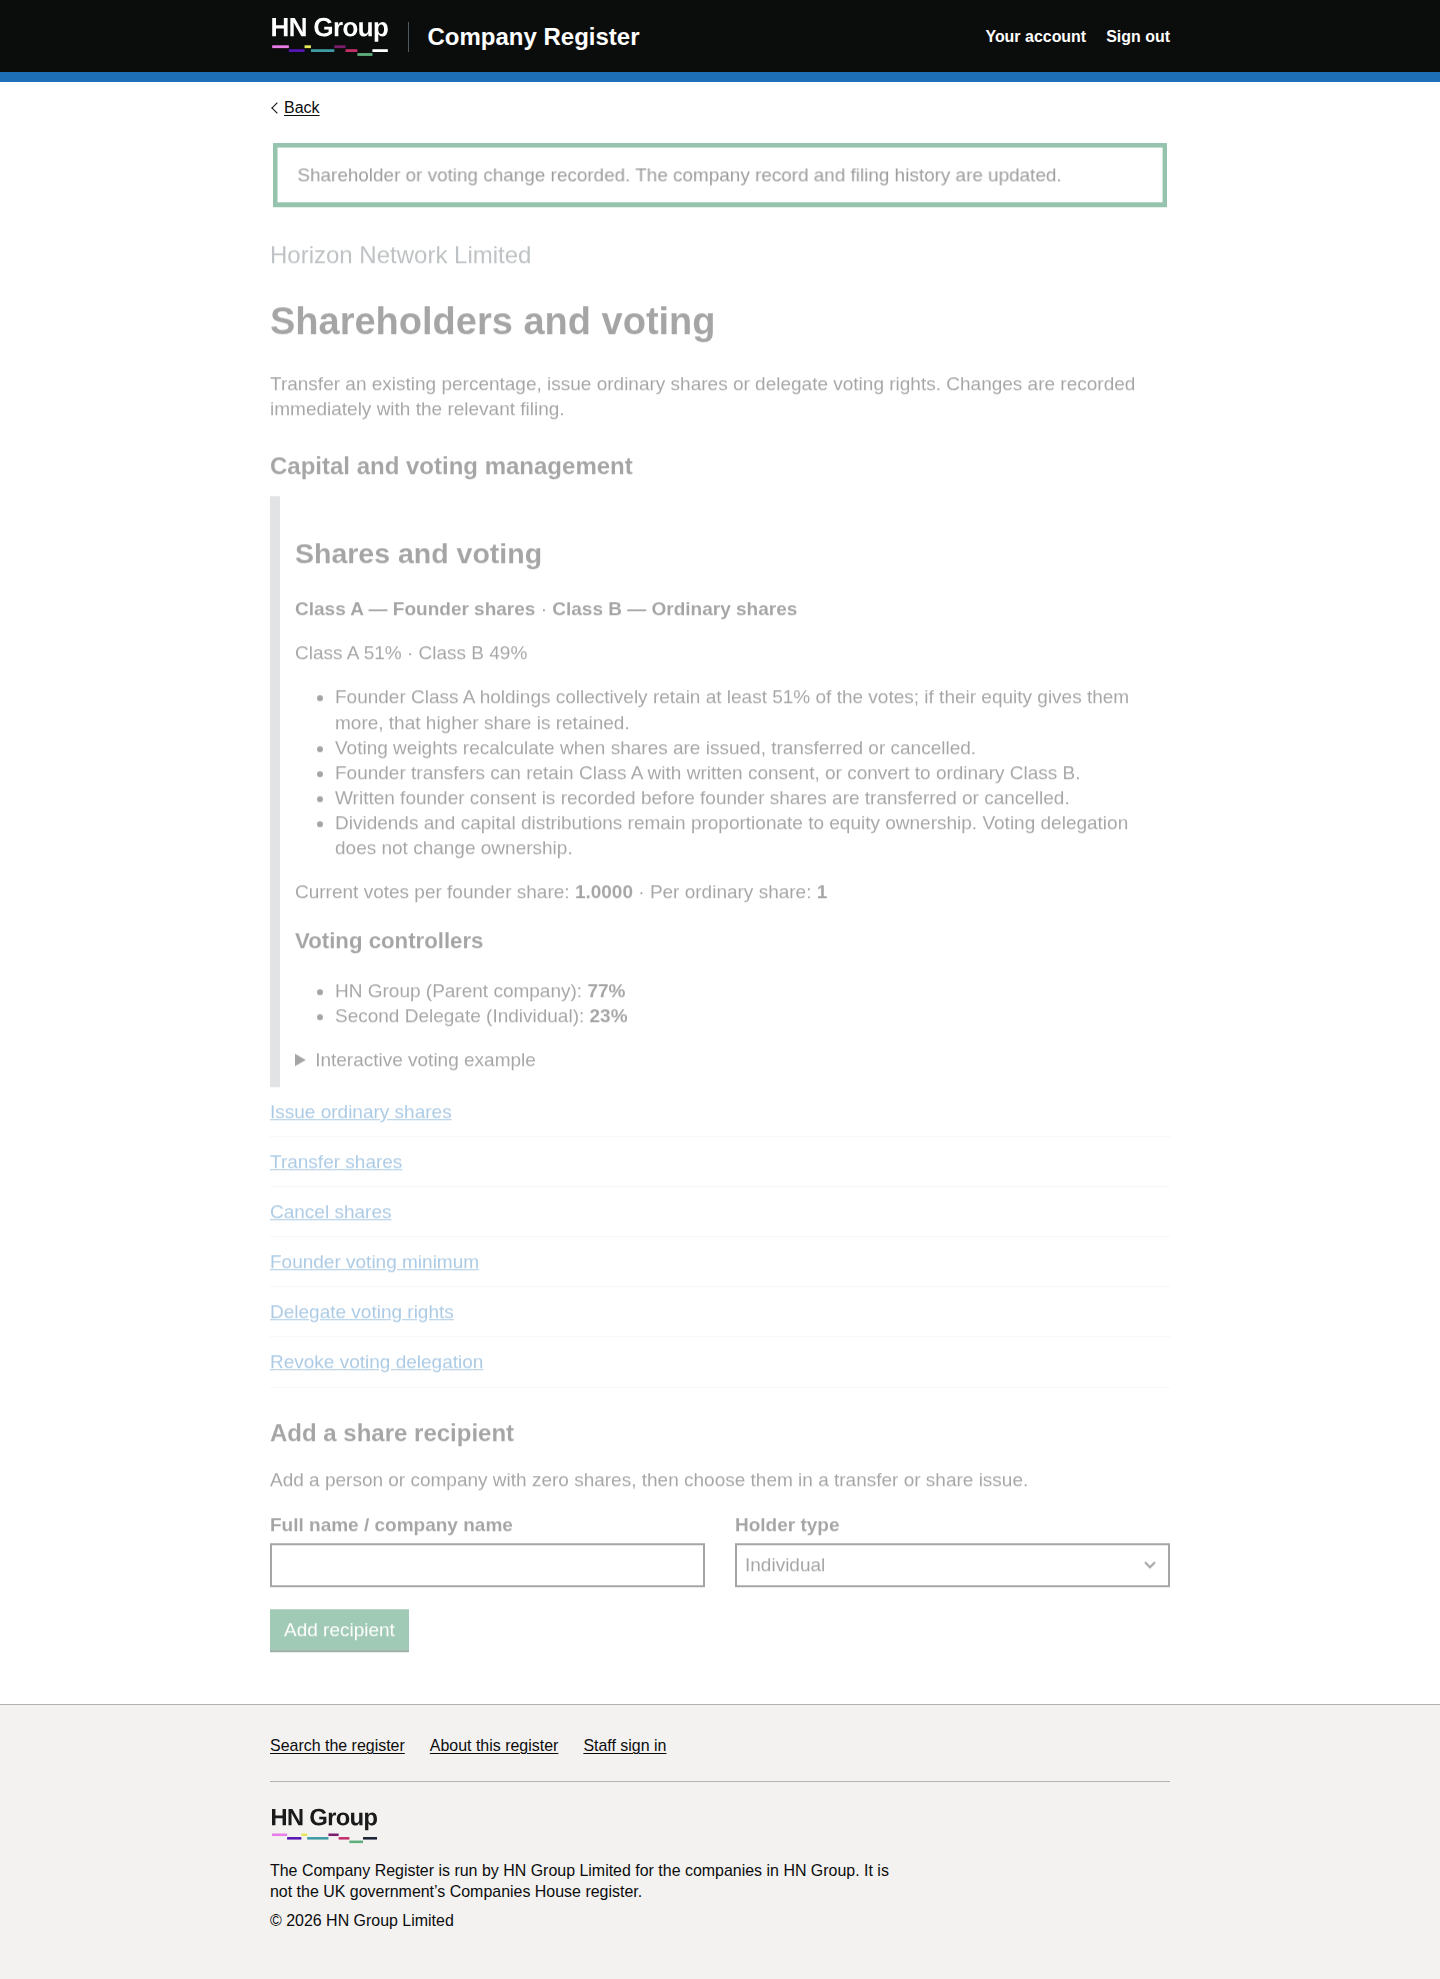 HN Group
Company Register
Your account
Sign out
Back
Shareholder or voting change recorded. The company record and filing history are updated.
Horizon Network Limited
Shareholders and voting
Transfer an existing percentage, issue ordinary shares or delegate voting rights. Changes are recorded
immediately with the relevant filing.
Capital and voting management
Shares and voting
Class A — Founder shares · Class B — Ordinary shares
Class A 51% · Class B 49%
Founder Class A holdings collectively retain at least 51% of the votes; if their equity gives them
more, that higher share is retained.
Voting weights recalculate when shares are issued, transferred or cancelled.
Founder transfers can retain Class A with written consent, or convert to ordinary Class B.
Written founder consent is recorded before founder shares are transferred or cancelled.
Dividends and capital distributions remain proportionate to equity ownership. Voting delegation
does not change ownership.
Current votes per founder share: 1.0000 · Per ordinary share: 1
Voting controllers
HN Group (Parent company): 77%
Second Delegate (Individual): 23%
Interactive voting example
Issue ordinary shares
Transfer shares
Cancel shares
Founder voting minimum
Delegate voting rights
Revoke voting delegation
Add a share recipient
Add a person or company with zero shares, then choose them in a transfer or share issue.
Full name / company name
Holder type
Individual
Add recipient
Search the register
About this register
Staff sign in
HN Group
The Company Register is run by HN Group Limited for the companies in HN Group. It is
not the UK government’s Companies House register.
© 2026 HN Group Limited